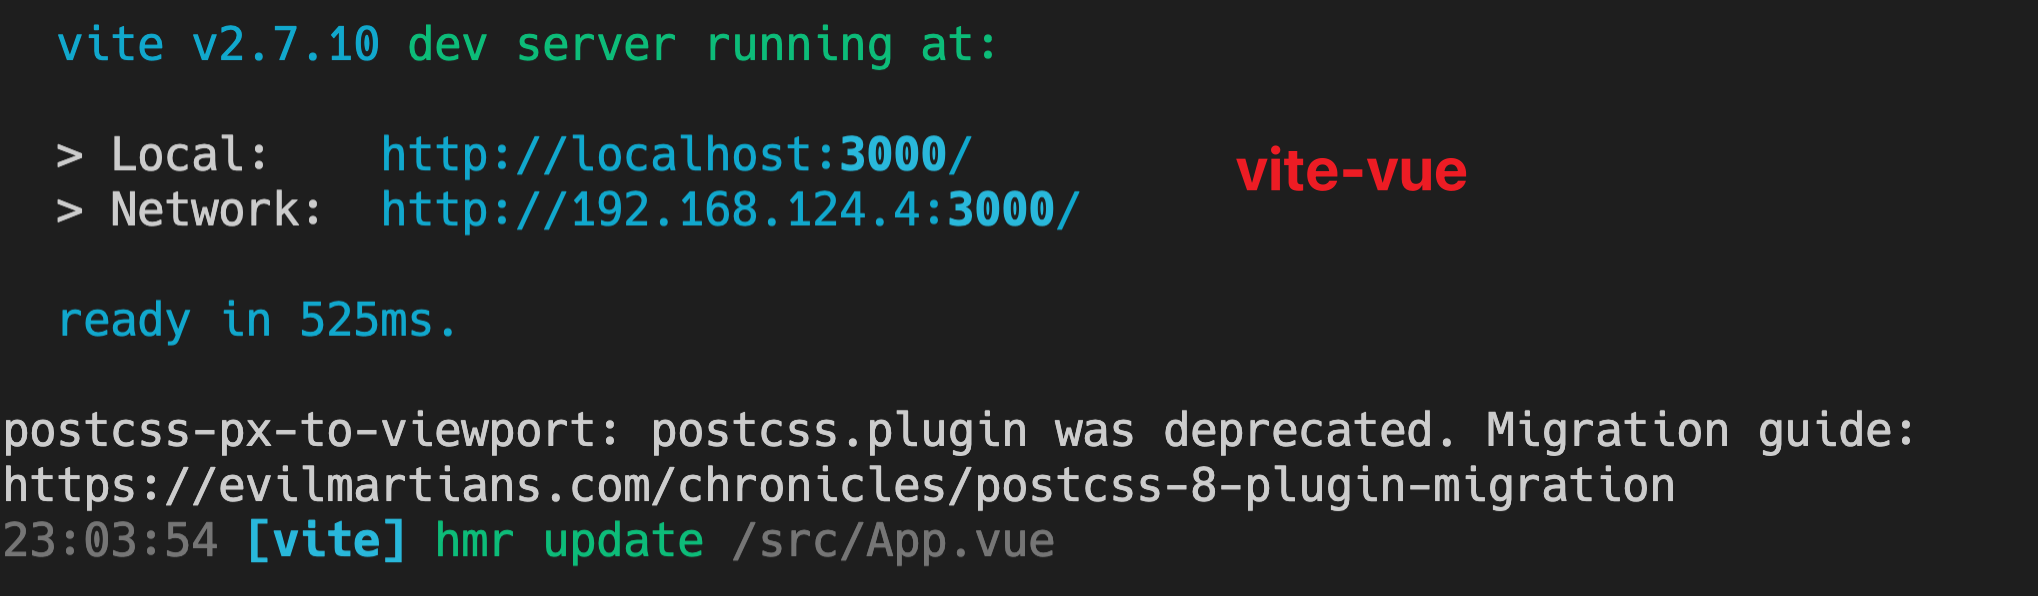 vite v2.7.10 dev server running at:
> Local: http://localhost:3000/
> Network: http://192.168.124.4:3000/
vite-vue
ready in 525ms.
postcss-px-to-viewport: postcss.plugin was deprecated. Migration guide:
https://evilmartians.com/chronicles/postcss-8-plugin-migration
23:03:54 [vite] hmr update /src/App.vue